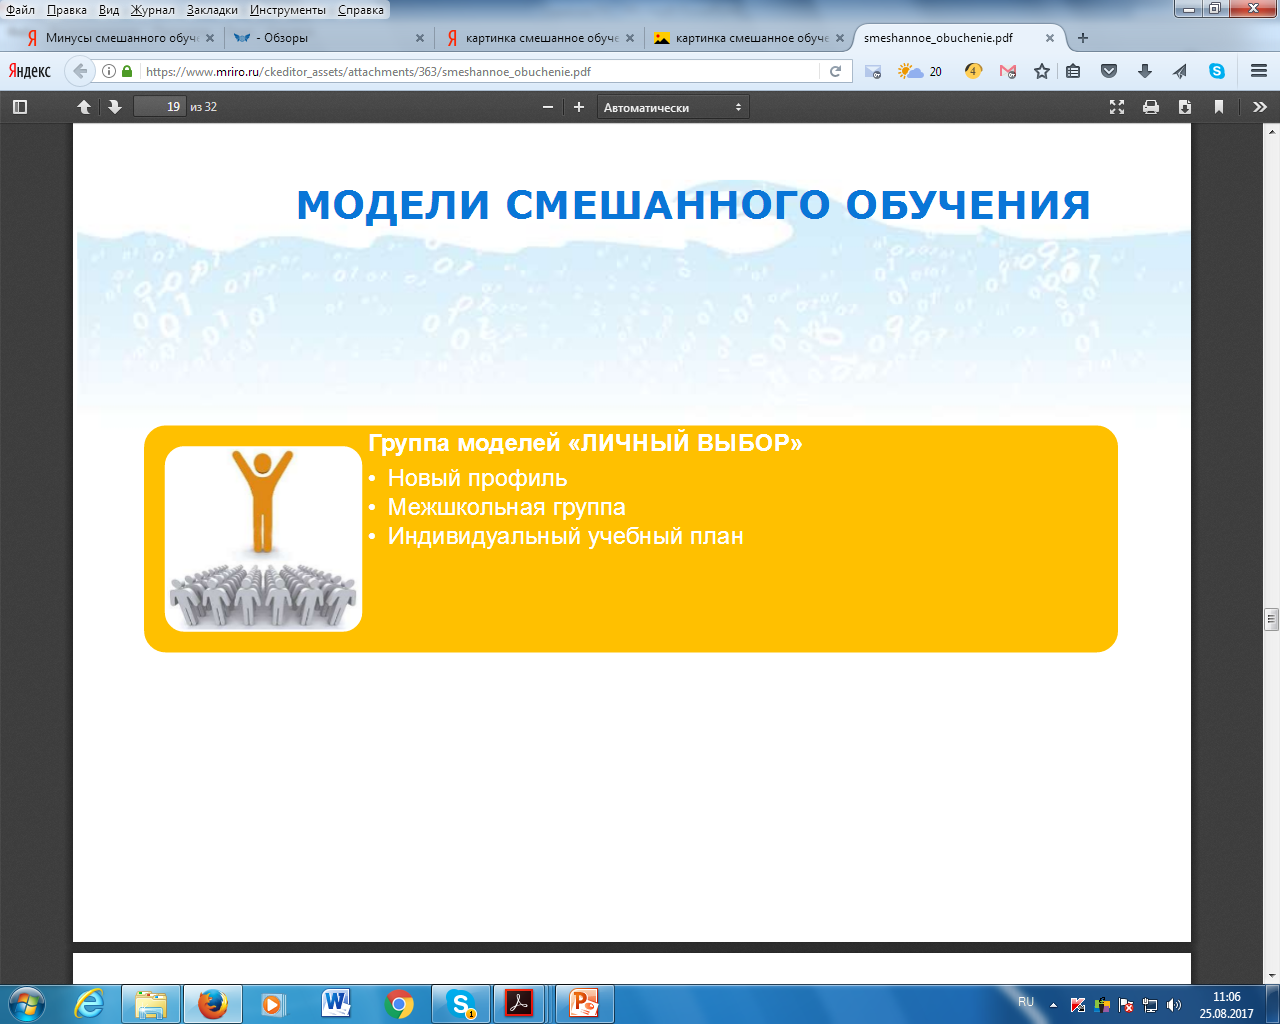 Файл Правка Вид Журнал Закладки Инструменты Справка
Минусы смешанного обуче
- Обзоры
картинка смешанное обуче
картинка смешанное обуче
smeshannoe_obuchenie.pdf
Яндекс
https://www.mriro.ru/ckeditor_assets/attachments/363/smeshannoe_obuchenie.pdf
20
4
19 из 32
Автоматически
МОДЕЛИ СМЕШАННОГО ОБУЧЕНИЯ
Группа моделей «ЛИЧНЫЙ ВЫБОР»
• Новый профиль
• Межшкольная группа
• Индивидуальный учебный план
RU
11:06
25.08.2017